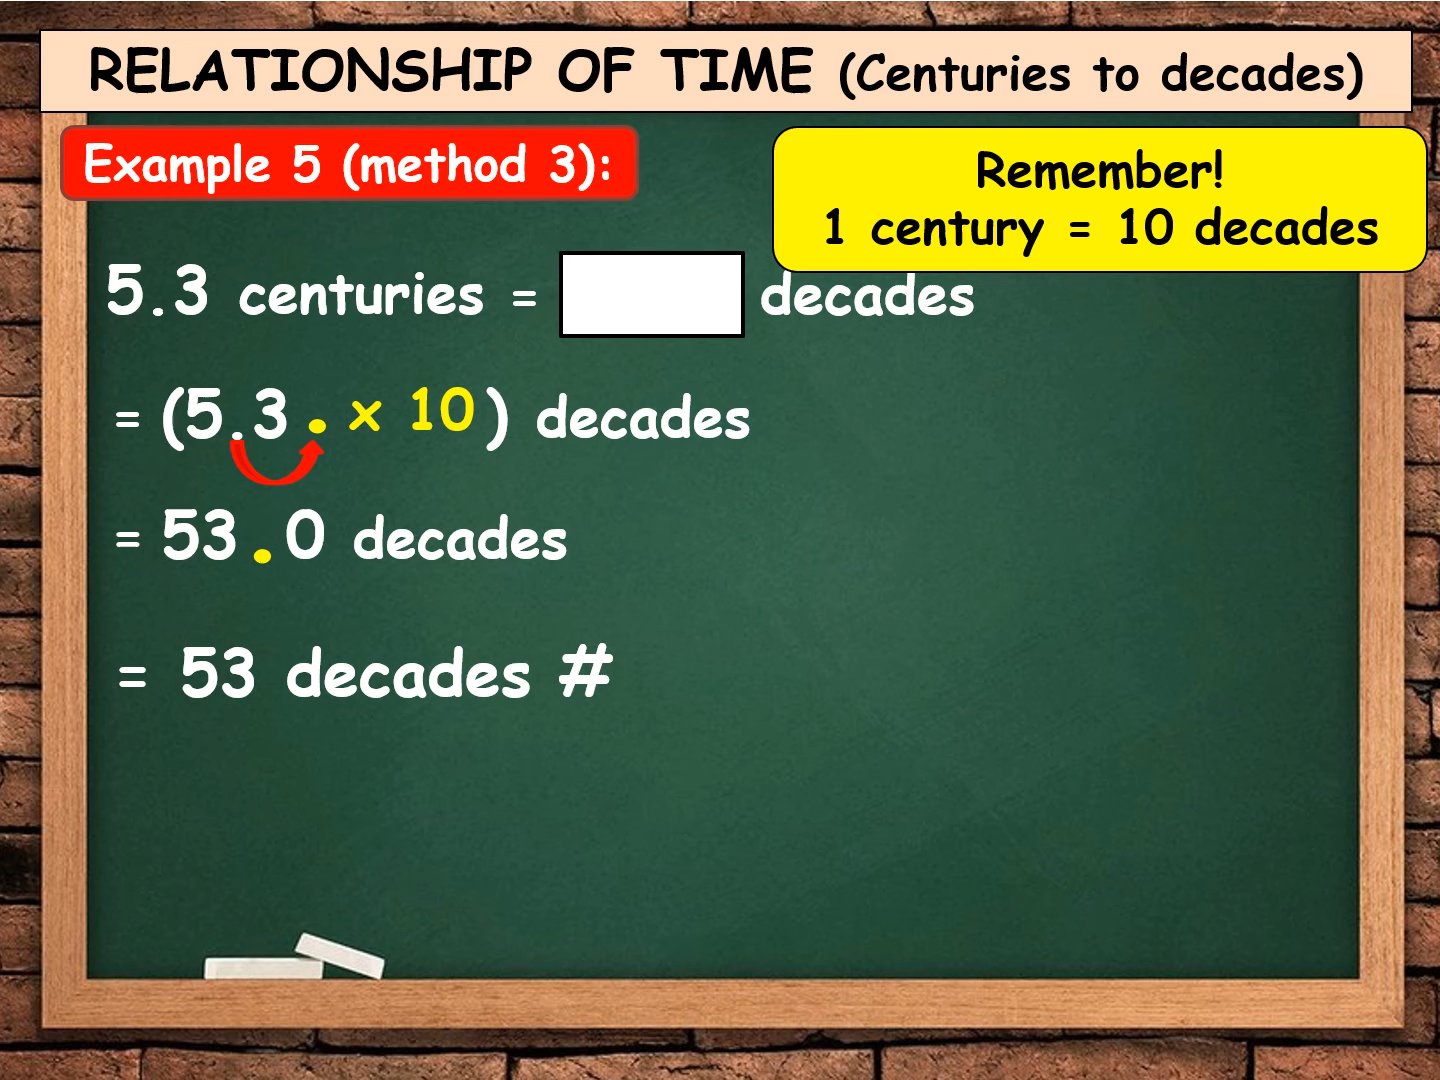 RELATIONSHIP OF TIME (Centuries to decades)
Example 5 (method 3):
Remember!
1 century = 10 decades
5.3 centuries = decades
= (5.3. x 10) decades
= 53.0 decades
= 53 decades #